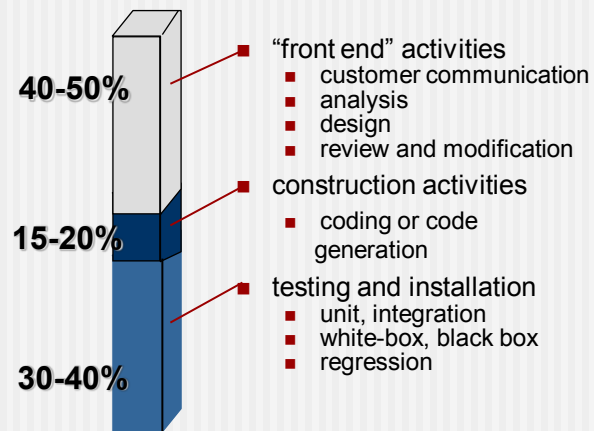 “front end” activities
customer communication
40-50%
analysis
design
review and modification
construction activities
coding or code
15-20%
generation
testing and installation
unit, integration
white-box, black box
regression
30-40%